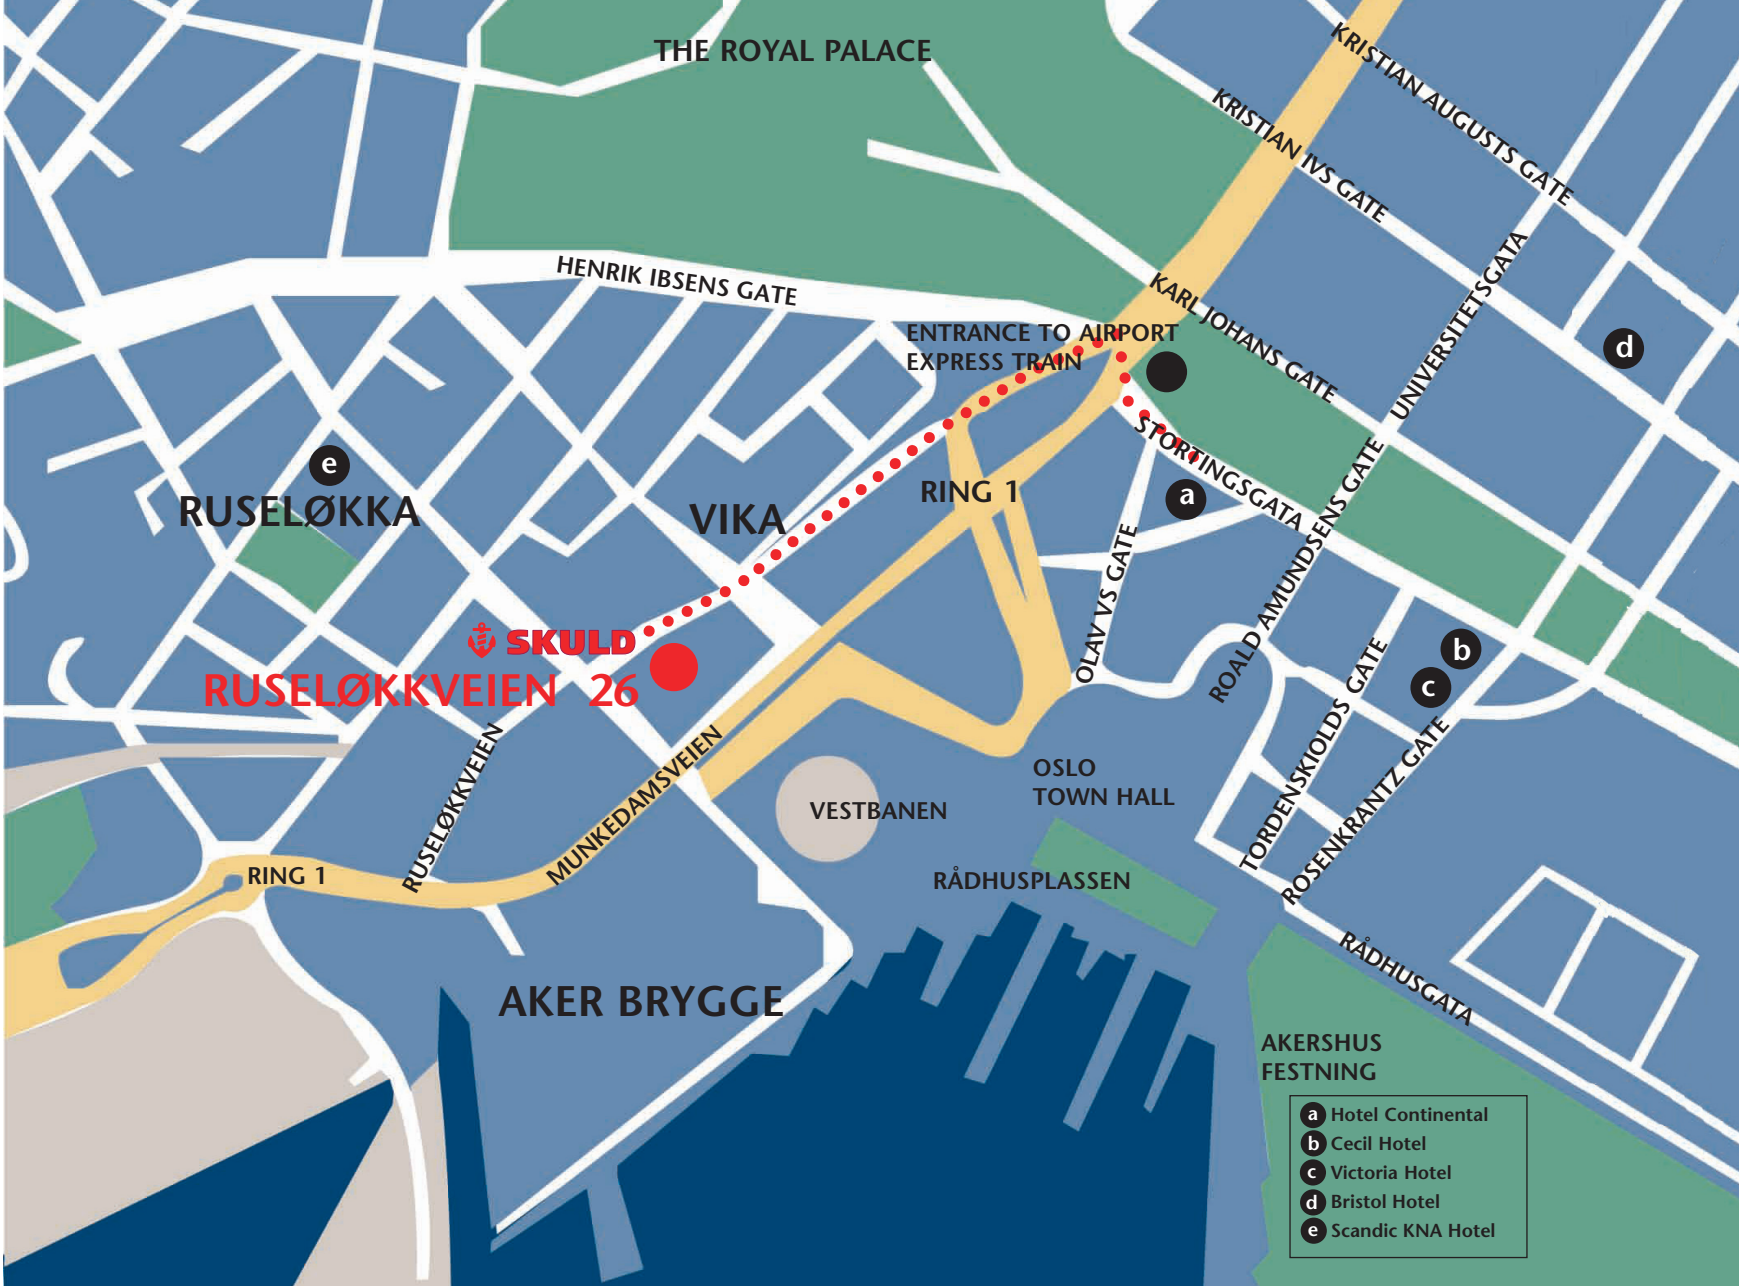 THE ROYAL PALACE
KRISTIAN AUGUSTS GATE
KRISTIAN IVS GATE
HENRIK IBSENS GATE
KARL JOHANS GATE
UNIVERSITETSGATA
ENTRANCE TO AIRPORT
EXPRESS TRAIN
d
STORTINGSGATA
e
RUSELØKKA
VIKA
RING 1
a
OLAV VS GATE
ROALD AMUNDSENS GATE
SKULD
RUSELØKKVEIEN 26
b
c
TORDENSKIOLDS GATE
ROSENKRANTZ GATE
RUSELØKKVEIEN
MUNKEDAMSVEIEN
OSLO
TOWN HALL
VESTBANEN
RING 1
RÅDHUSPLASSEN
RÅDHUSGATA
AKER BRYGGE
AKERSHUS
FESTNING
a Hotel Continental
b Cecil Hotel
c Victoria Hotel
d Bristol Hotel
e Scandic KNA Hotel